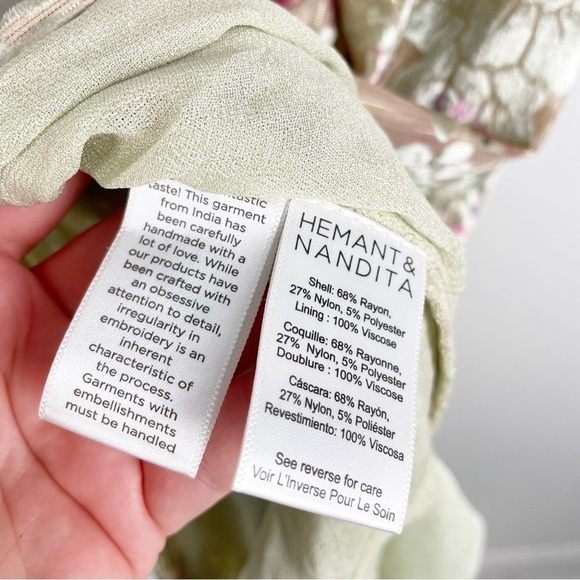 taste! This garment
from India has
been carefully
handmade with a
lot of love. While
our products have
been crafted with
an obsessive
attention to detail,
irregularity in
embroidery is an
inherent
characteristic of
the process.
Garments with
embellishments
must be handled
HEMANT&
NANDITA
Shell: 68% Rayon,
27% Nylon, 5% Polyester
Lining : 100% Viscose
Coquille: 68% Rayonne,
27% Nylon, 5% Polyester
Doublure : 100% Viscose
Cáscara: 68% Rayón,
27% Nylon, 5% Poliéster
Revestimiento: 100% Viscosa
See reverse for care
Voir L'Inverse Pour Le Soin